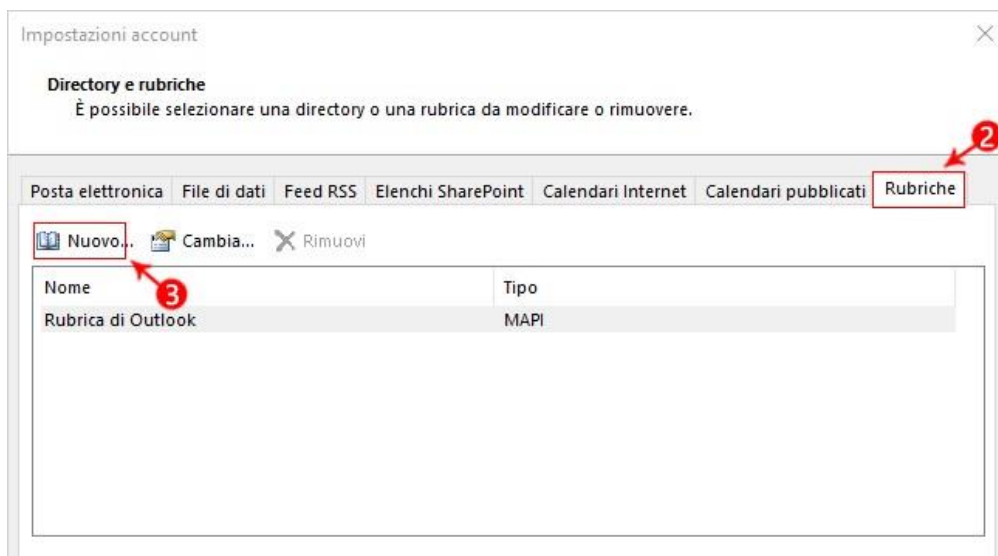 Impostazioni account
Directory e rubriche
È possibile selezionare una directory o una rubrica da modificare o rimuovere.
2
Posta elettronica File di dati Feed RSS Elenchi SharePoint Calendari Internet Calendari pubblicati Rubriche
Nuovo... Cambia... Rimuovi
3
Nome Tipo
Rubrica di Outlook MAPI